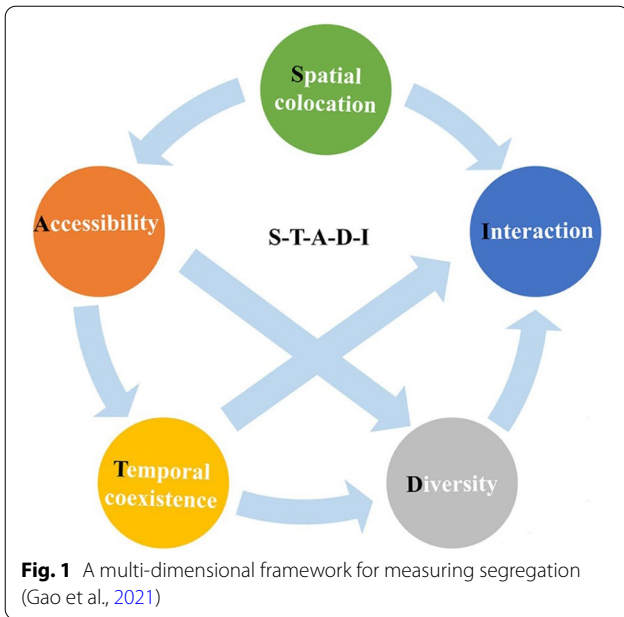 Spatial
colocation
Accessibility
S-T-A-D-I
Interaction
Temporal
coexistence
Diversity
Fig. 1 A multi-dimensional framework for measuring segregation
(Gao et al., 2021)